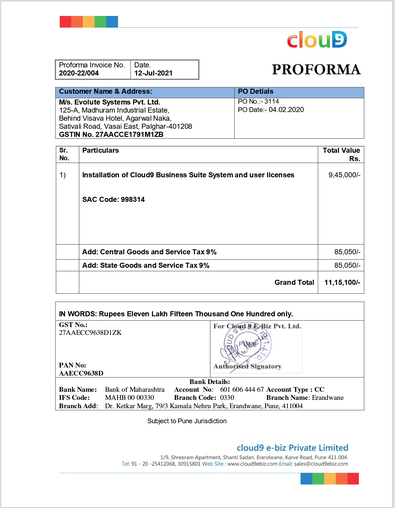 cloud9
Proforma Invoice No. Date.
2020-22/004 12-Jul-2021
PROFORMA
Customer Name & Address: PO Detials
M/s. Evolute Systems Pvt. Ltd. PO No.:- 3114
125-A, Madhuram Industrial Estate, PO Date:- 04.02.2020
Behind Visava Hotel, Agarwal Naka,
Sativali Road, Vasai East, Palghar-401208
GSTIN No. 27AACCE1791M1ZB
Sr. No. Particulars Total Value Rs.
1) Installation of Cloud9 Business Suite System and user licenses 9,45,000/-
SAC Code: 998314
Add: Central Goods and Service Tax 9% 85,050/-
Add: State Goods and Service Tax 9% 85,050/-
Grand Total 11,15,100/-
IN WORDS: Rupees Eleven Lakh Fifteen Thousand One Hundred only.
GST No.: For Cloud 9 E-Biz Pvt. Ltd.
27AAECC9638D1ZK
PAN No:
AAECC9638D Authorised Signatory
Bank Details:
Bank Name: Bank of Maharashtra Account No: 601 606 444 67 Account Type : CC
IFS Code: MAHB 00 00330 Branch Code: 0330 Branch Name: Erandwane
Branch Add: Dr. Ketkar Marg, 79/3 Kamala Nehru Park, Erandwane, Pune, 411004
Subject to Pune Jurisdiction
cloud9 e-biz Private Limited
1/9, Shreeram Apartment, Shanti Sadan, Erandwane, Karve Road, Pune 411 004.
Tel: 91 - 20 -25412068, 30915801 Web Site : www.cloud9ebiz.com Email: sales@cloud9ebiz.com